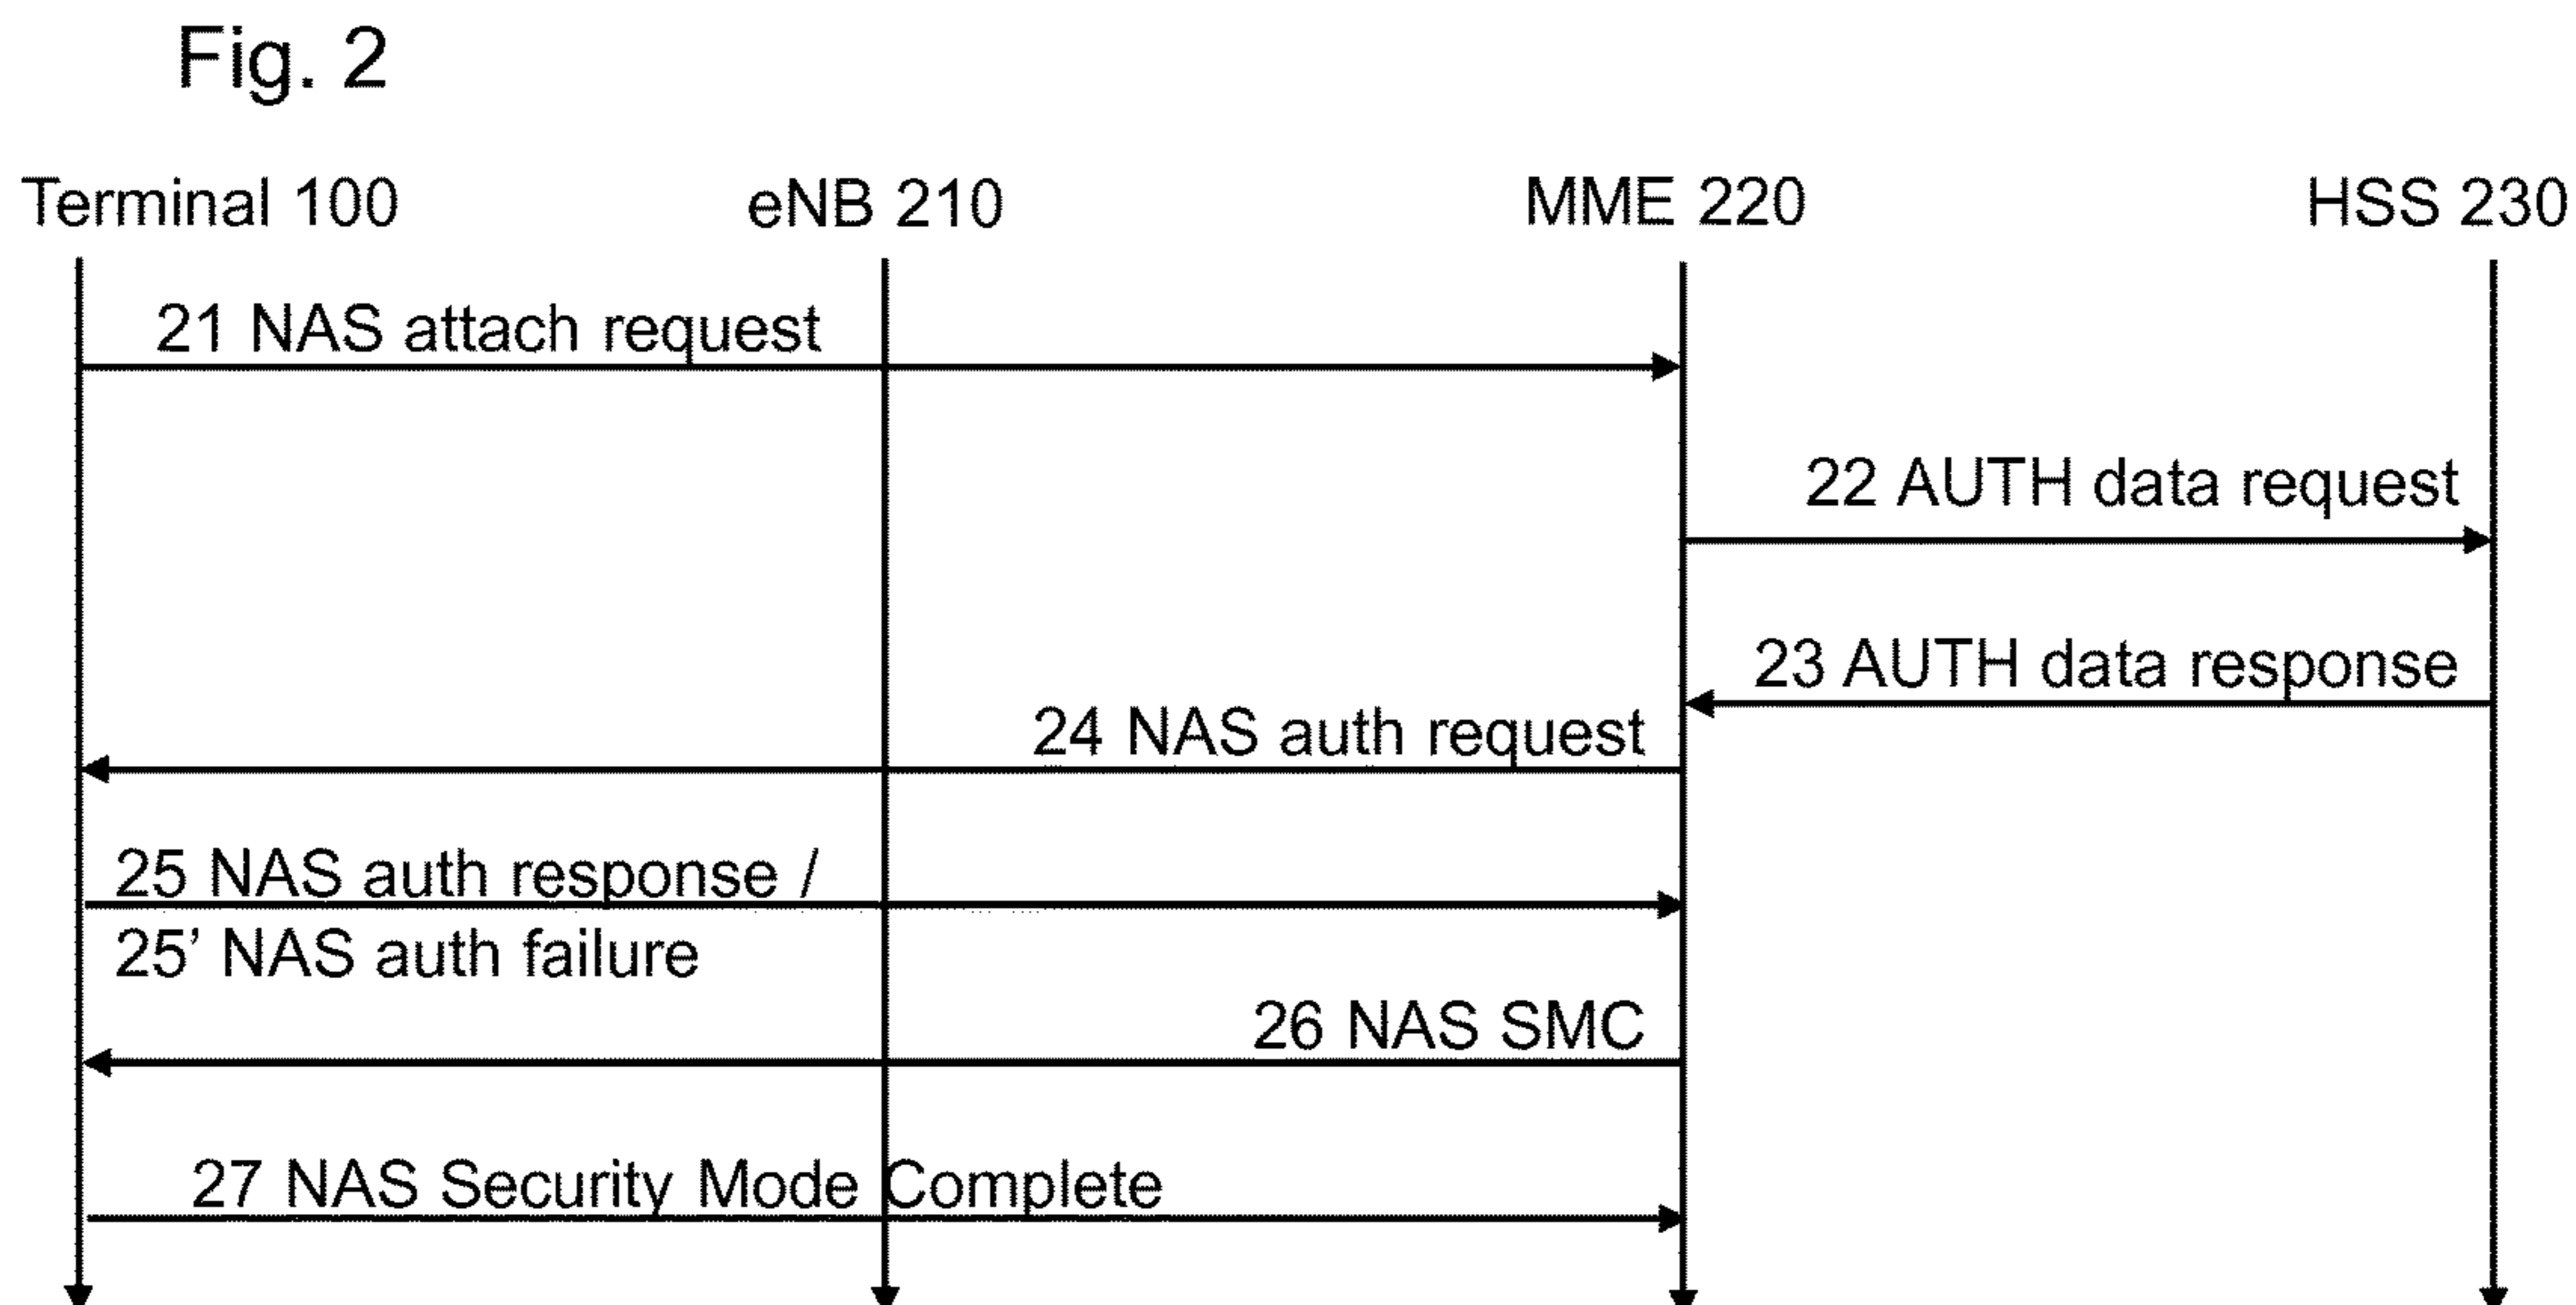 Fig. 2
Terminal 100 eNB 210 MME 220 HSS 230
21 NAS attach request
22 AUTH data request
23 AUTH data response
24 NAS auth request
25 NAS auth response /
25’ NAS auth failure
26 NAS SMC
27 NAS Security Mode Complete